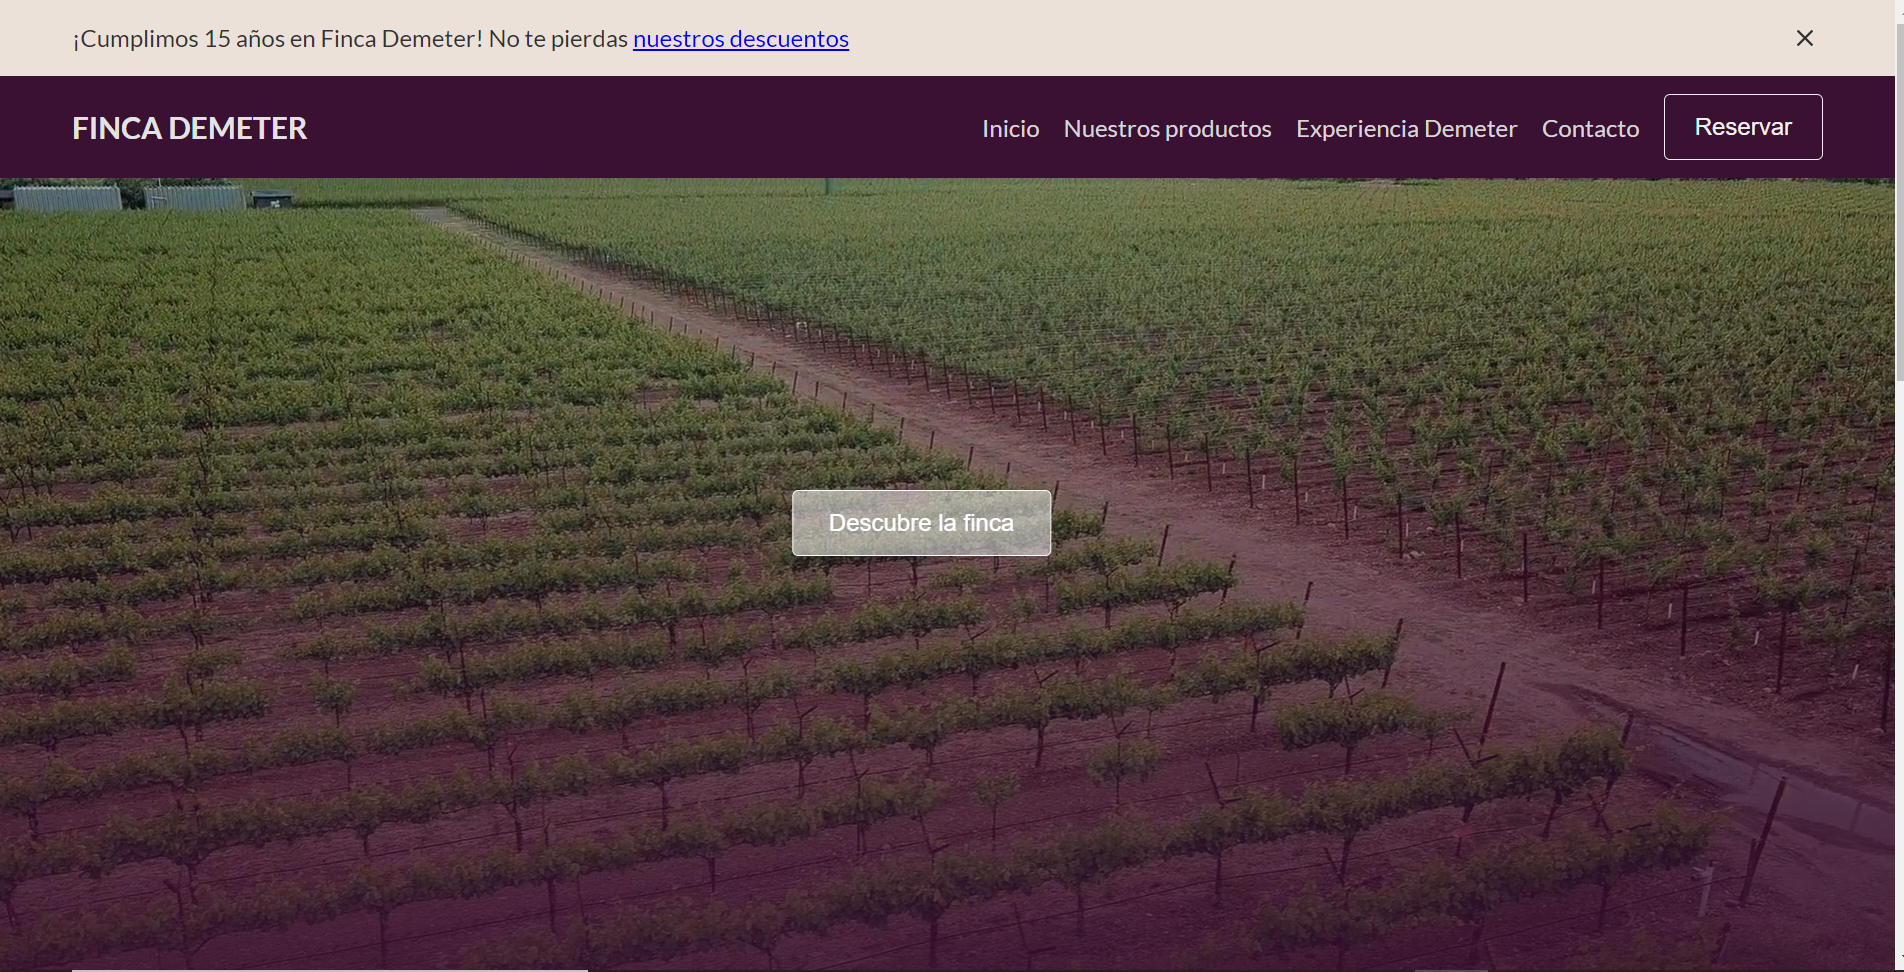 ¡Cumplimos 15 años en Finca Demeter! No te pierdas nuestros descuentos
FINCA DEMETER
Inicio
Nuestros productos
Experiencia Demeter
Contacto
Reservar
Descubre la finca